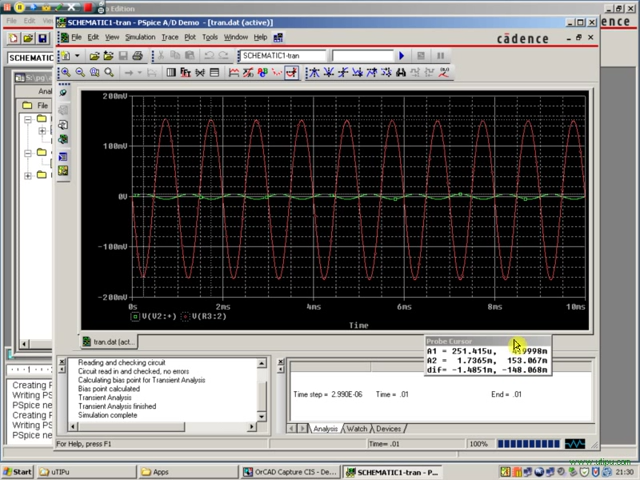 e Edition
SCHEMATIC1-tran - PSpice A/D Demo - [tran.dat (active)]
File Edit View Simulation Trace Plot Tools Window Help
cādence
SCHEMATIC1-tran
SCHEMATI
File
200mV
100mV
0V
-100mV
-200mV
0s 2ms 4ms 6ms 8ms 10ms
V(V2:+) V(R3:2)
Time
tran.dat (act...
Probe Cursor
A1 = 251.415u, 9998m
A2 = 1.7365m, 153.067m
dif= -1.4851m, -148.068m
Reading and checking circuit
Circuit read in and checked, no errors
Calculating bias point for Transient Analysis
Bias point calculated
Transient Analysis
Transient Analysis finished
Simulation complete
Time step = 2.990E-06 Time = .01 End = .01
Analysis Watch Devices
Creating P
Writing PS
PSpice ne
Creating P
Writing PS
PSpice ne
For Help, press F1 Time= .01 100%
www.utipu.com
Start uTIPu Apps OrCAD Capture CIS - De... SCHEMATIC1-tran - P... 21:30